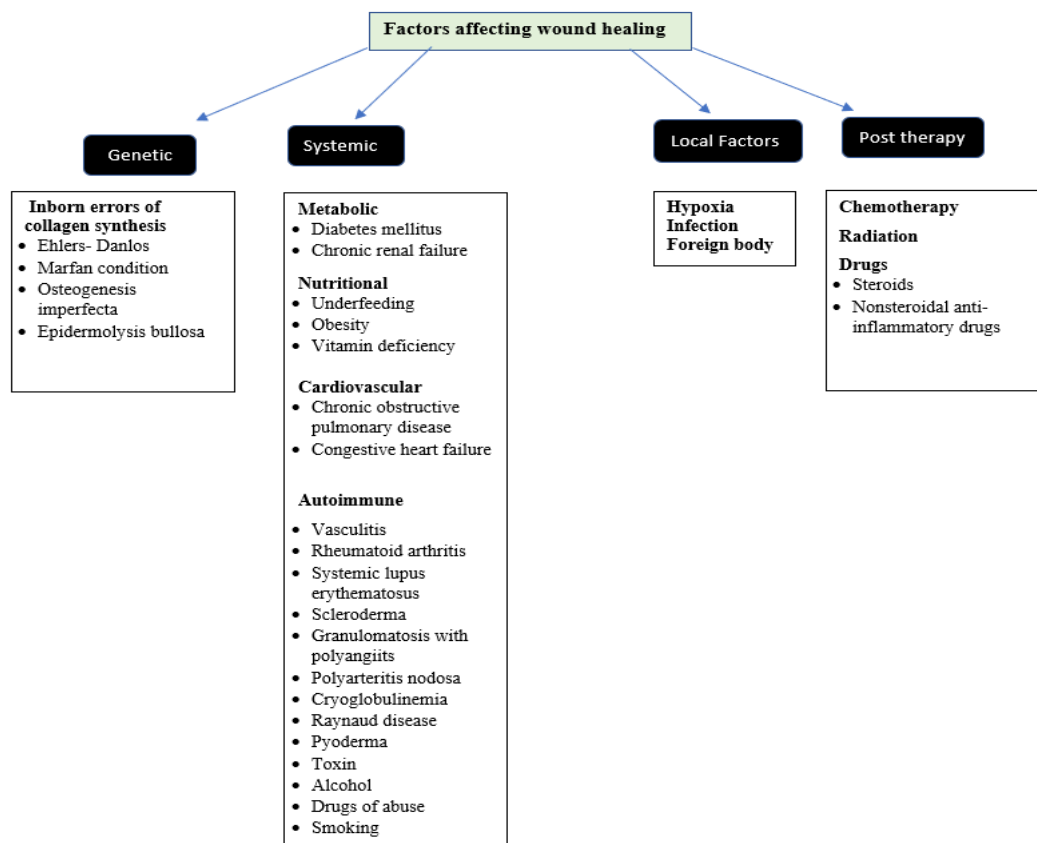 Factors affecting wound healing
Genetic
Systemic
Local Factors
Post therapy
Inborn errors of
collagen synthesis
• Ehlers- Danlos
• Marfan condition
• Osteogenesis
imperfecta
• Epidermolysis bullosa
Metabolic
• Diabetes mellitus
• Chronic renal failure
Nutritional
• Underfeeding
• Obesity
• Vitamin deficiency
Cardiovascular
• Chronic obstructive
pulmonary disease
• Congestive heart failure
Autoimmune
• Vasculitis
• Rheumatoid arthritis
• Systemic lupus
erythematosus
• Scleroderma
• Granulomatosis with
polyangiits
• Polyarteritis nodosa
• Cryoglobulinemia
• Raynaud disease
• Pyoderma
• Toxin
• Alcohol
• Drugs of abuse
• Smoking
Hypoxia
Infection
Foreign body
Chemotherapy
Radiation
Drugs
• Steroids
• Nonsteroidal anti-
inflammatory drugs